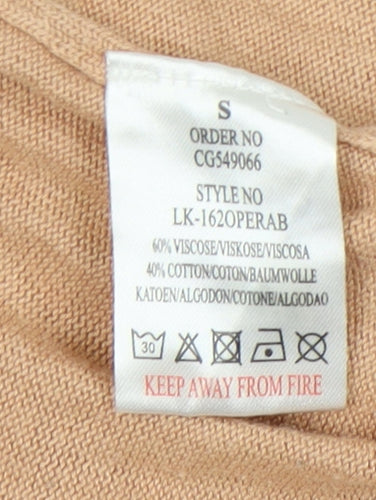 S
ORDER NO
CG549066
STYLE NO
LK-162OPERAB
60% VISCOSE/VISKOSE/VISCOSA
40% COTTON/COTON/BAUMWOLLE
KATOEN/ALGODON/COTONE/ALGODAO
30
KEEP AWAY FROM FIRE